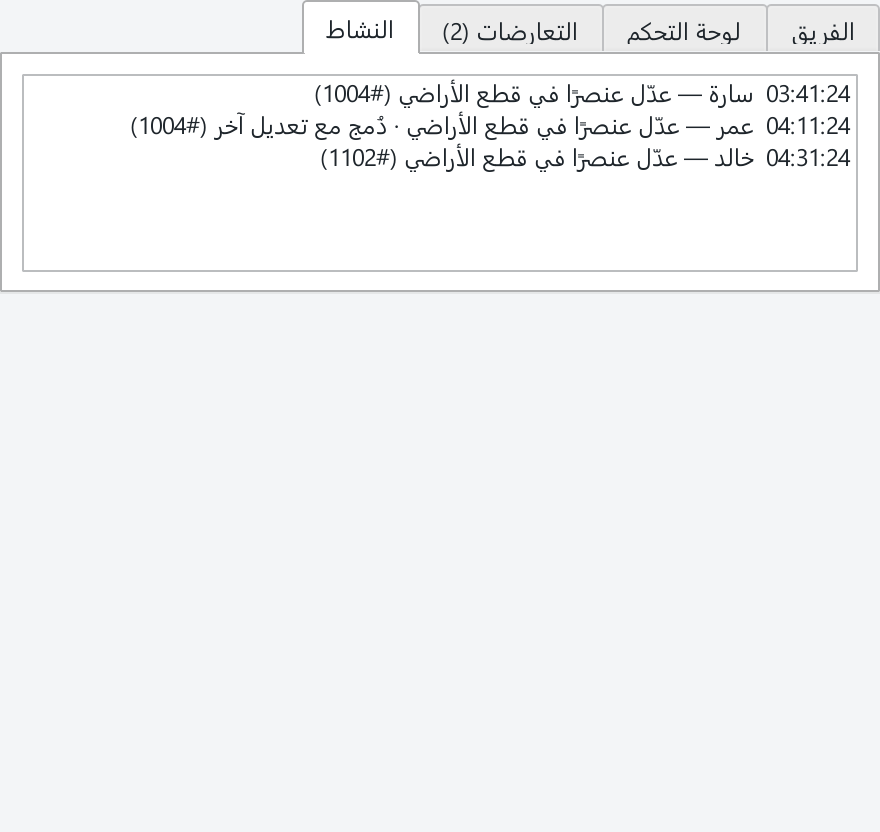 الفريق
لوحة التحكم
التعارضات (2)
النشاط
03:41:24 سارة — عدّل عنصرًا في قطع الأراضي (#1004)
04:11:24 عمر — عدّل عنصرًا في قطع الأراضي · دُمج مع تعديل آخر (#1004)
04:31:24 خالد — عدّل عنصرًا في قطع الأراضي (#1102)